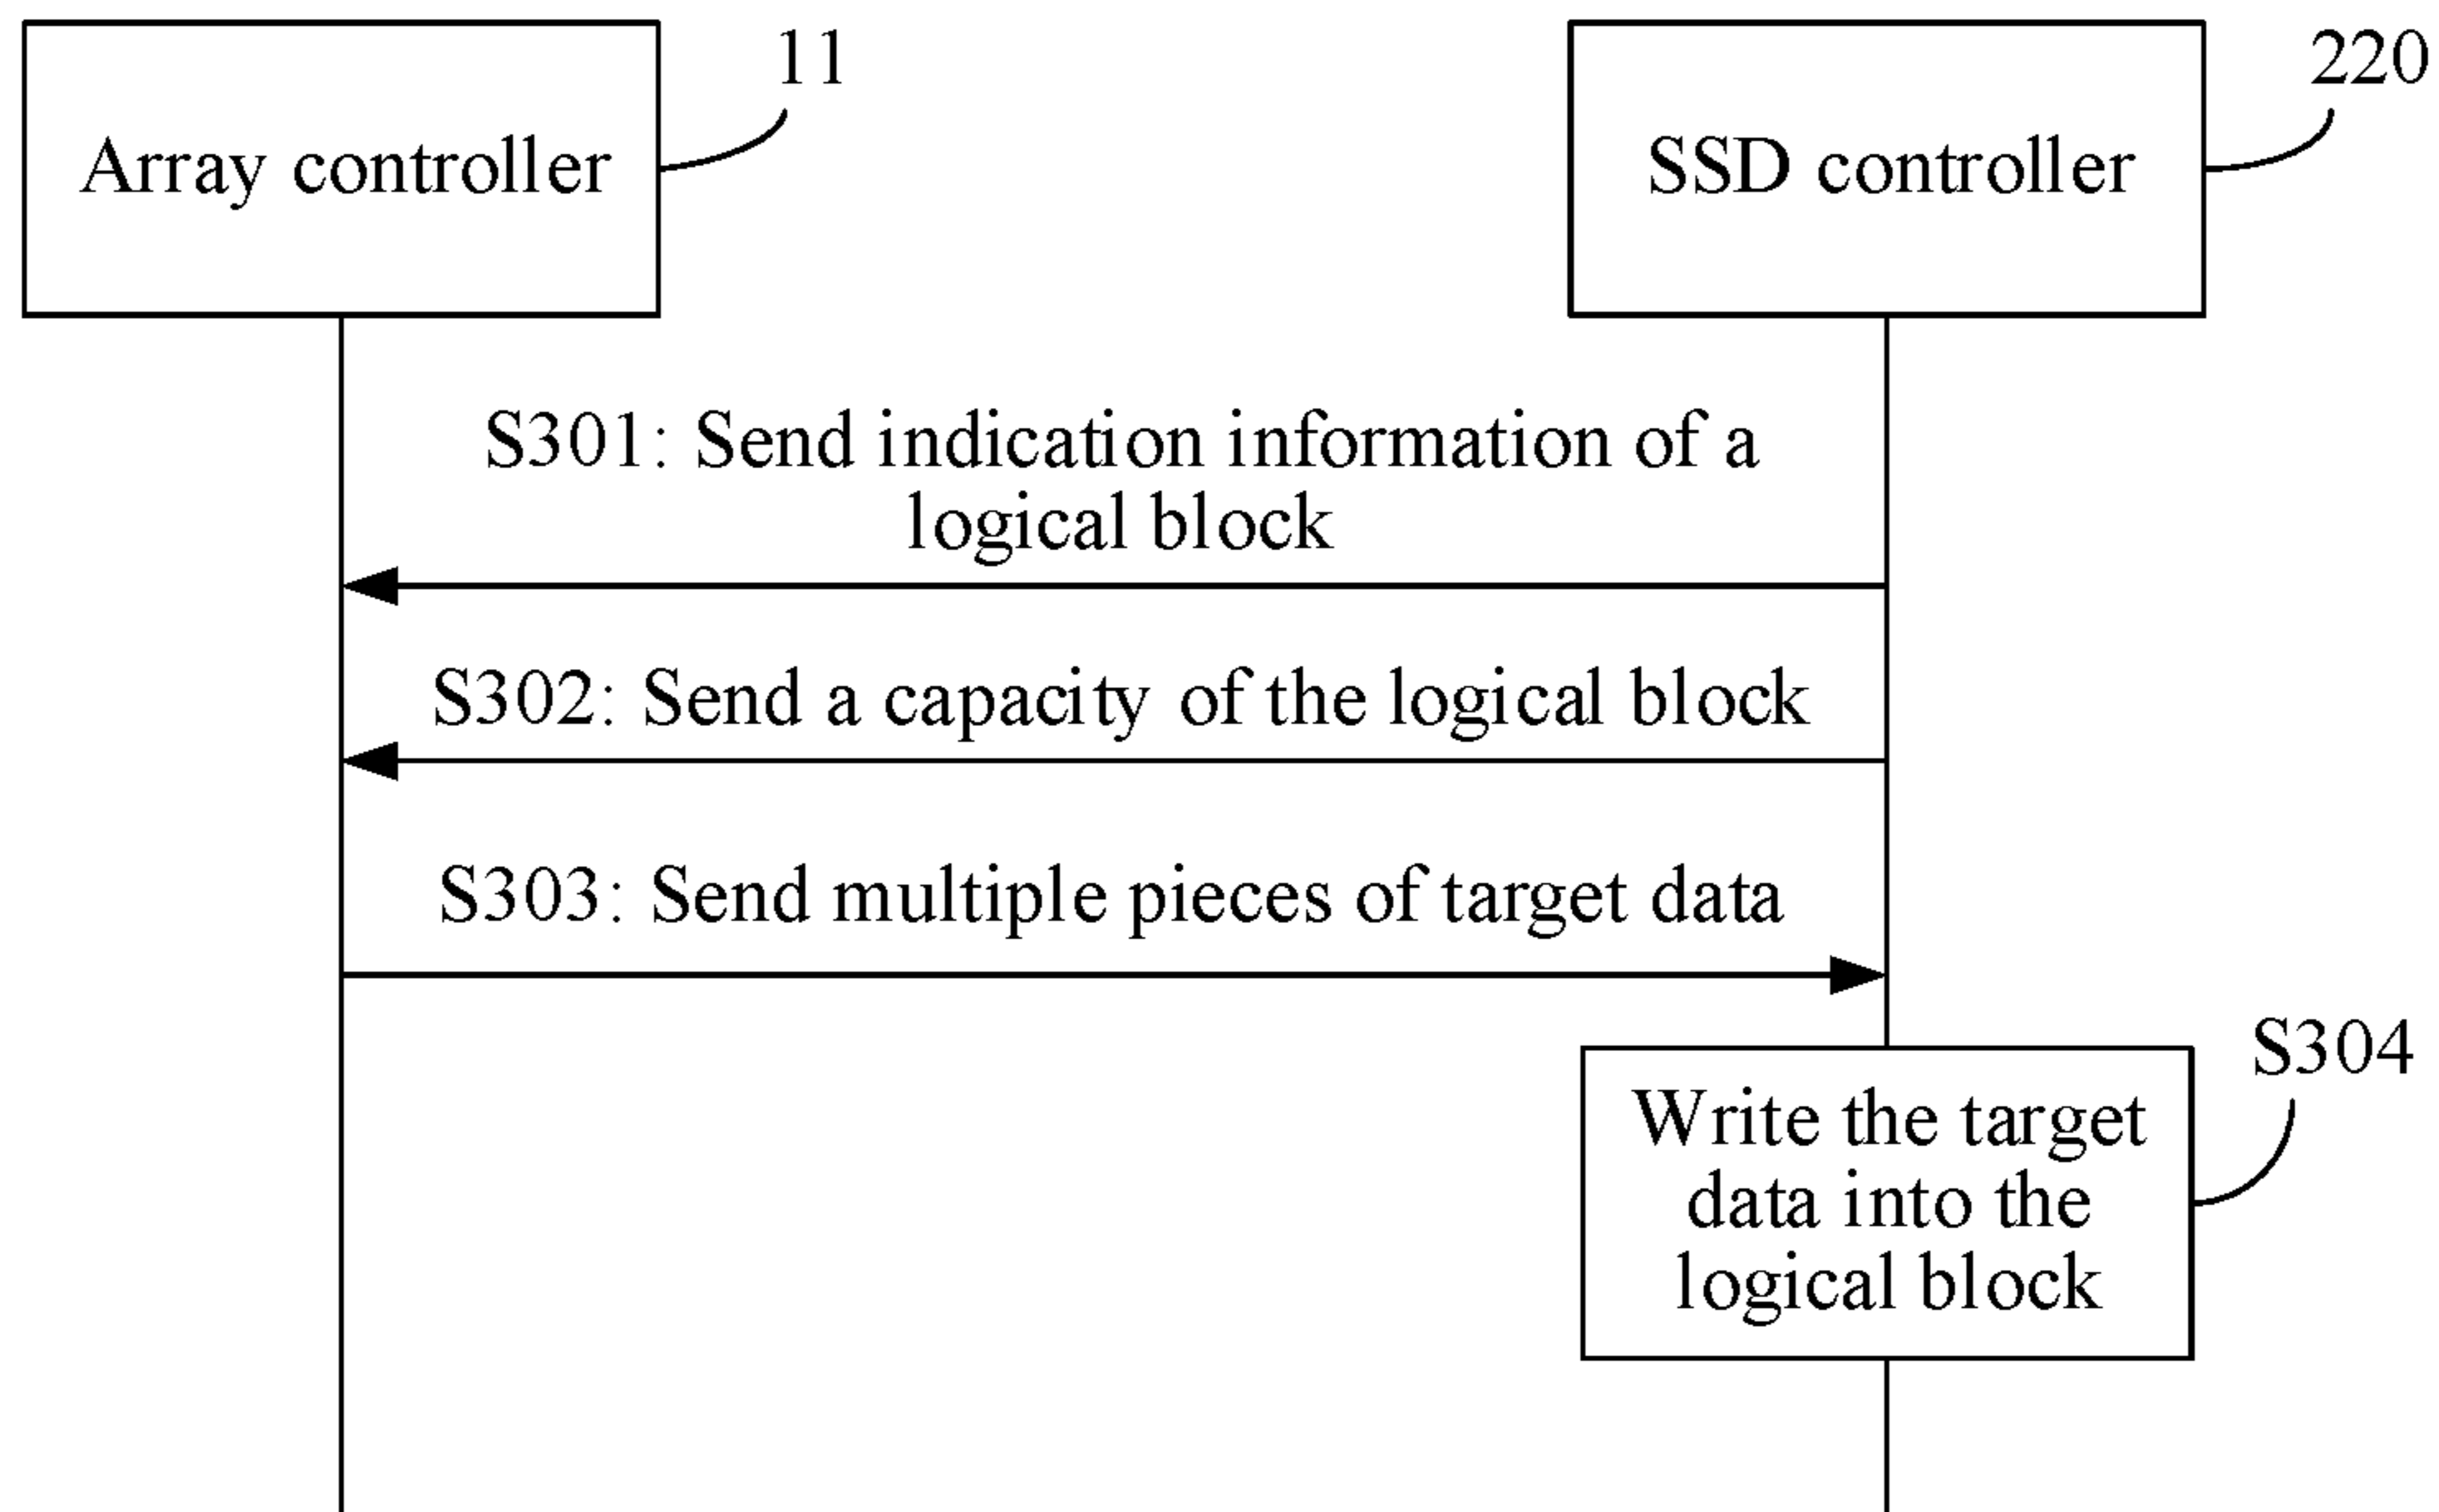 11
220
Array controller
SSD controller
S301: Send indication information of a
logical block
S302: Send a capacity of the logical block
S303: Send multiple pieces of target data
S304
Write the target
data into the
logical block